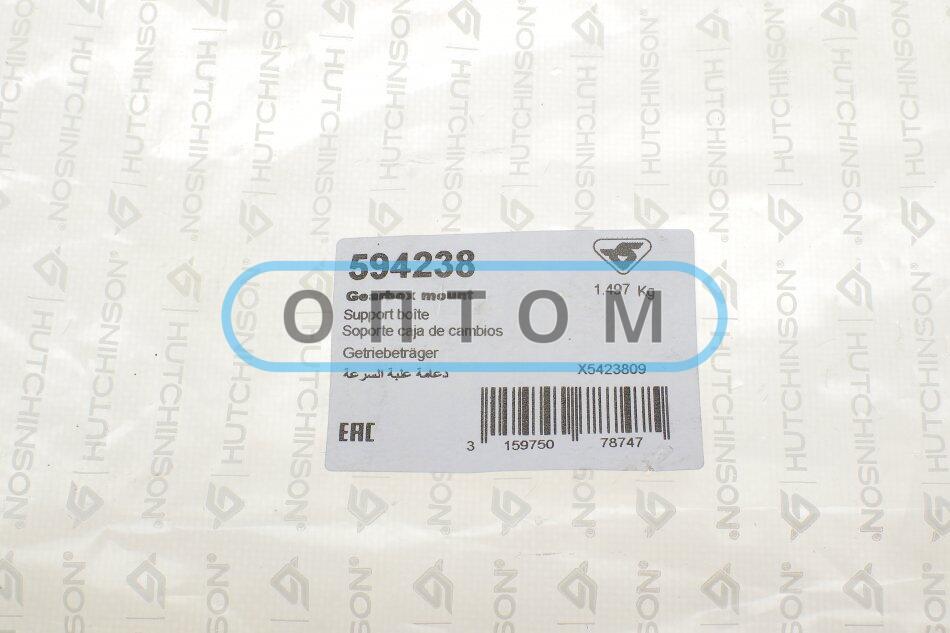 594238
Gearbox mount
1.497 Kg
Support boîte
Soporte caja de cambios
Getriebeträger
X5423809
دعامة علبة السرعة
EAC
3 159750 78747
ОПТОМ
HUTCHINSON®